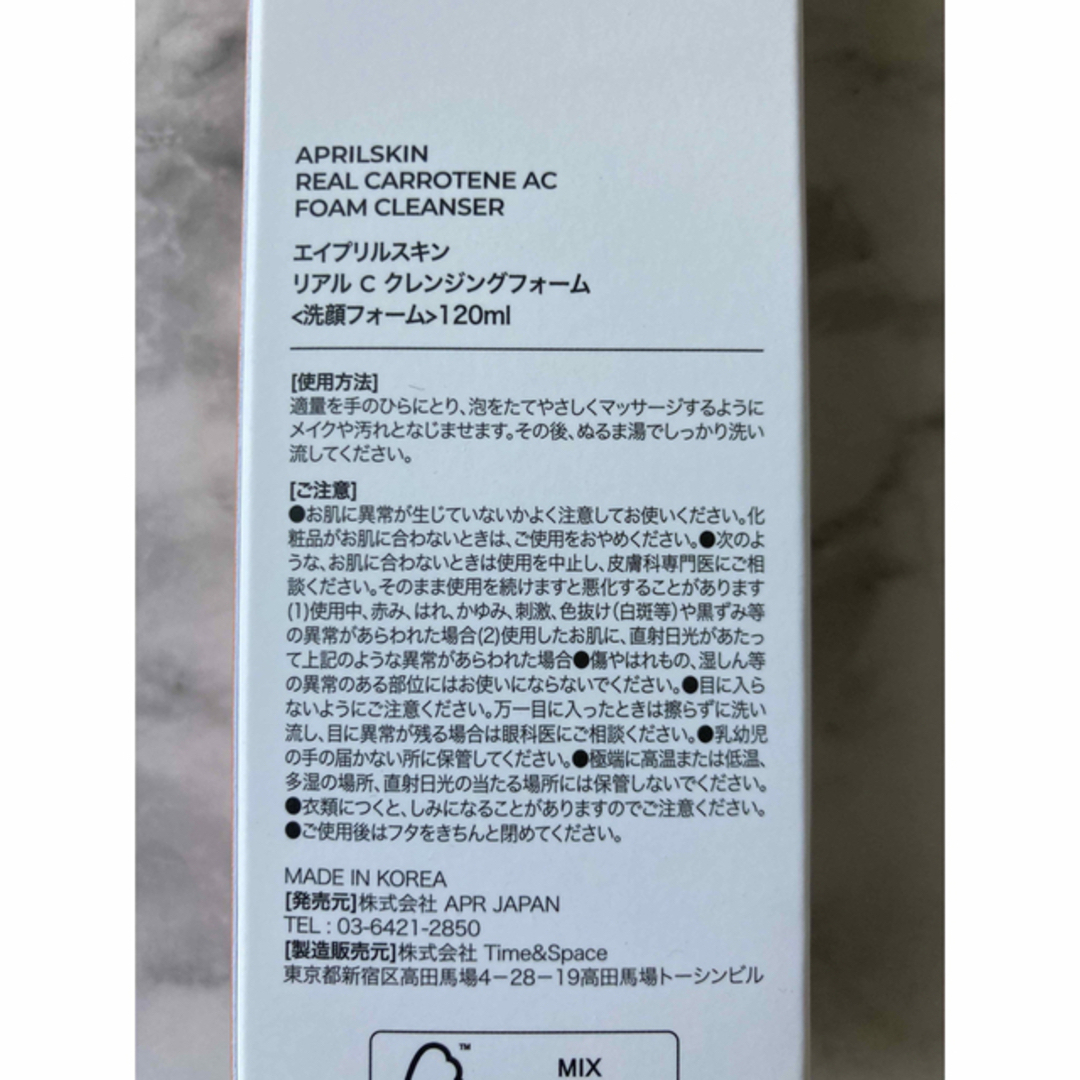 APRILSKIN
REAL CARROTENE AC
FOAM CLEANSER
エイプリルスキン
リアル C クレンジングフォーム
<洗顔フォーム>120ml
[使用方法]
適量を手のひらにとり、泡をたてやさしくマッサージするように
メイクや汚れとなじませます。その後、ぬるま湯でしっかり洗い
流してください。
[ご注意]
●お肌に異常が生じていないかよく注意してお使いください。化
粧品がお肌に合わないときは、ご使用をおやめください。●次のよ
うな、お肌に合わないときは使用を中止し、皮膚科専門医にご相
談ください。そのまま使用を続けますと悪化することがあります
(1)使用中、赤み、はれ、かゆみ、刺激、色抜け(白斑等)や黒ずみ等
の異常があらわれた場合(2)使用したお肌に、直射日光があたっ
て上記のような異常があらわれた場合●傷やはれもの、湿しん等
の異常のある部位にはお使いにならないでください。●目に入ら
ないようにご注意ください。万一目に入ったときは擦らずに洗い
流し、目に異常が残る場合は眼科医にご相談ください。●乳幼児
の手の届かない所に保管してください。●極端に高温または低温、
多湿の場所、直射日光の当たる場所には保管しないでください。
●衣類につくと、しみになることがありますのでご注意ください。
●ご使用後はフタをきちんと閉めてください。
MADE IN KOREA
[発売元]株式会社 APR JAPAN
TEL : 03-6421-2850
[製造販売元]株式会社 Time&Space
東京都新宿区高田馬場4－28－19高田馬場トーシンビル
TM
MIX